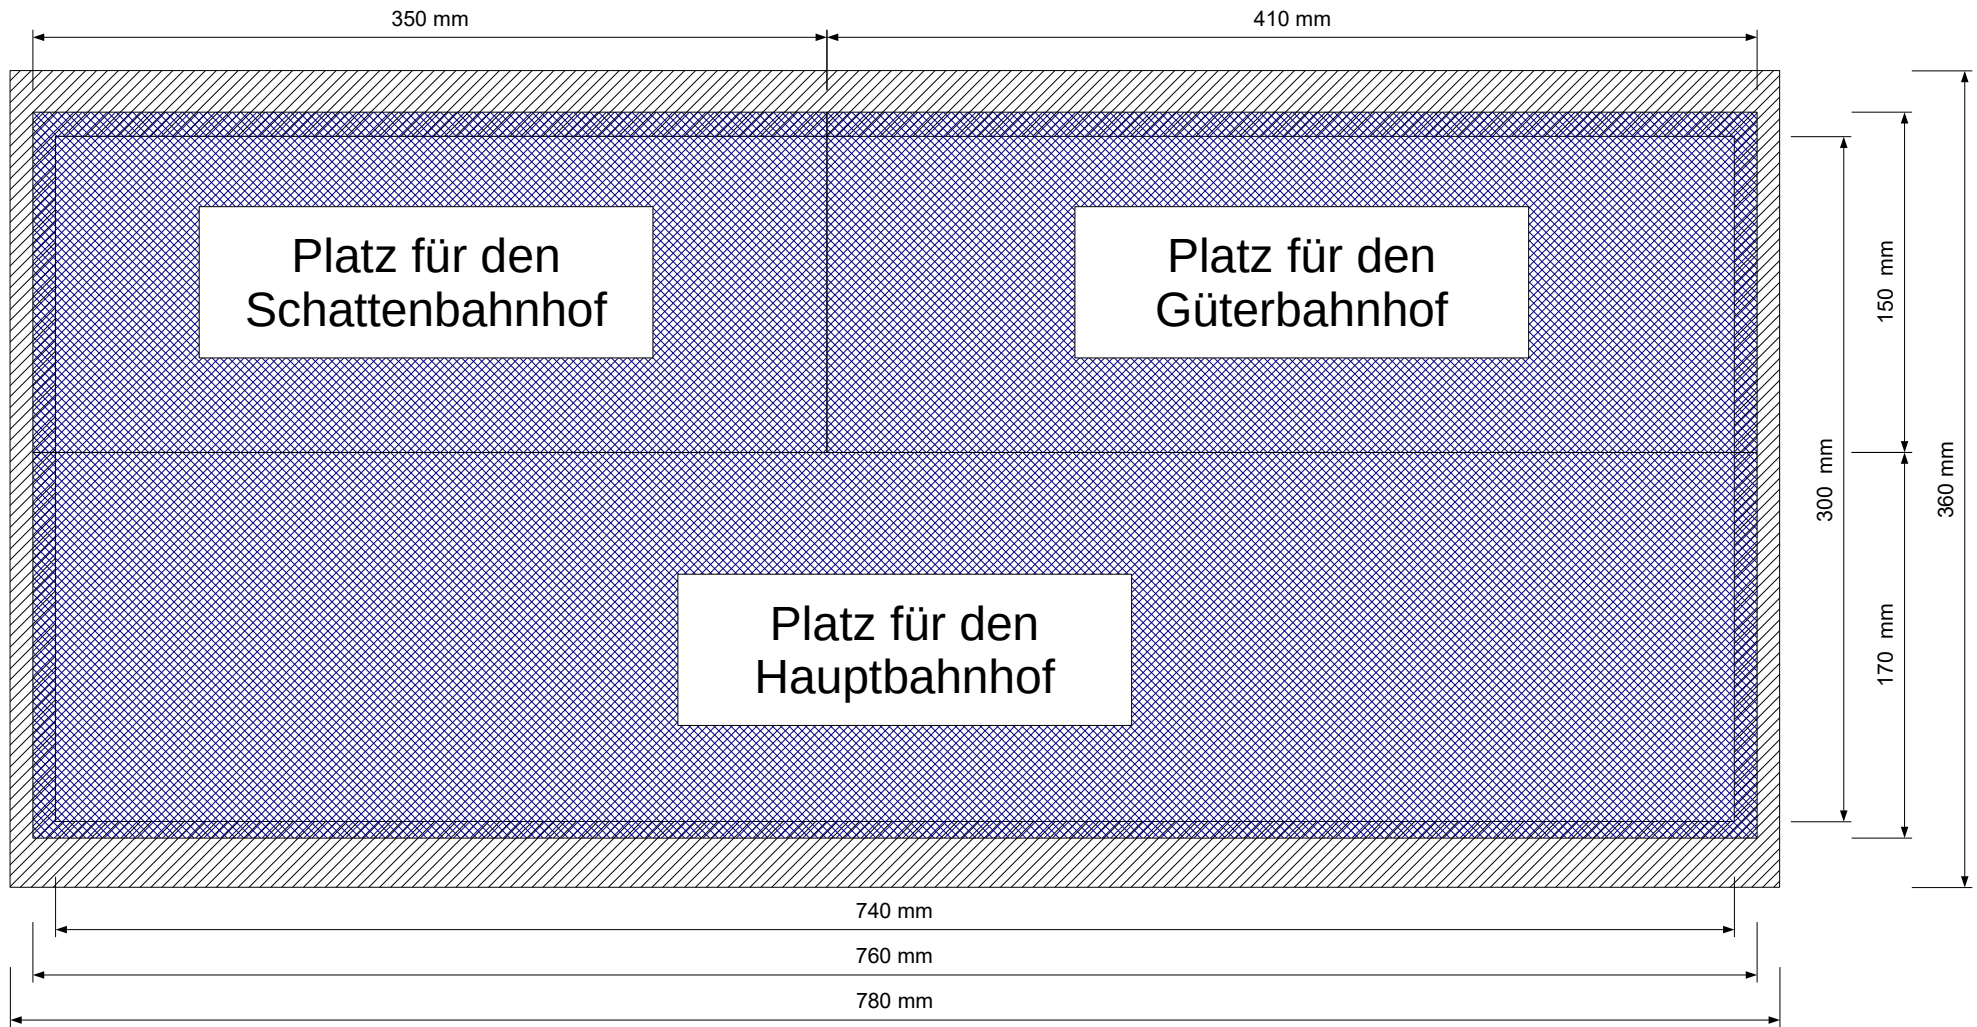 350 mm
410 mm
Platz für den
Schattenbahnhof
Platz für den
Güterbahnhof
150 mm
300 mm
360 mm
170 mm
Platz für den
Hauptbahnhof
740 mm
760 mm
780 mm